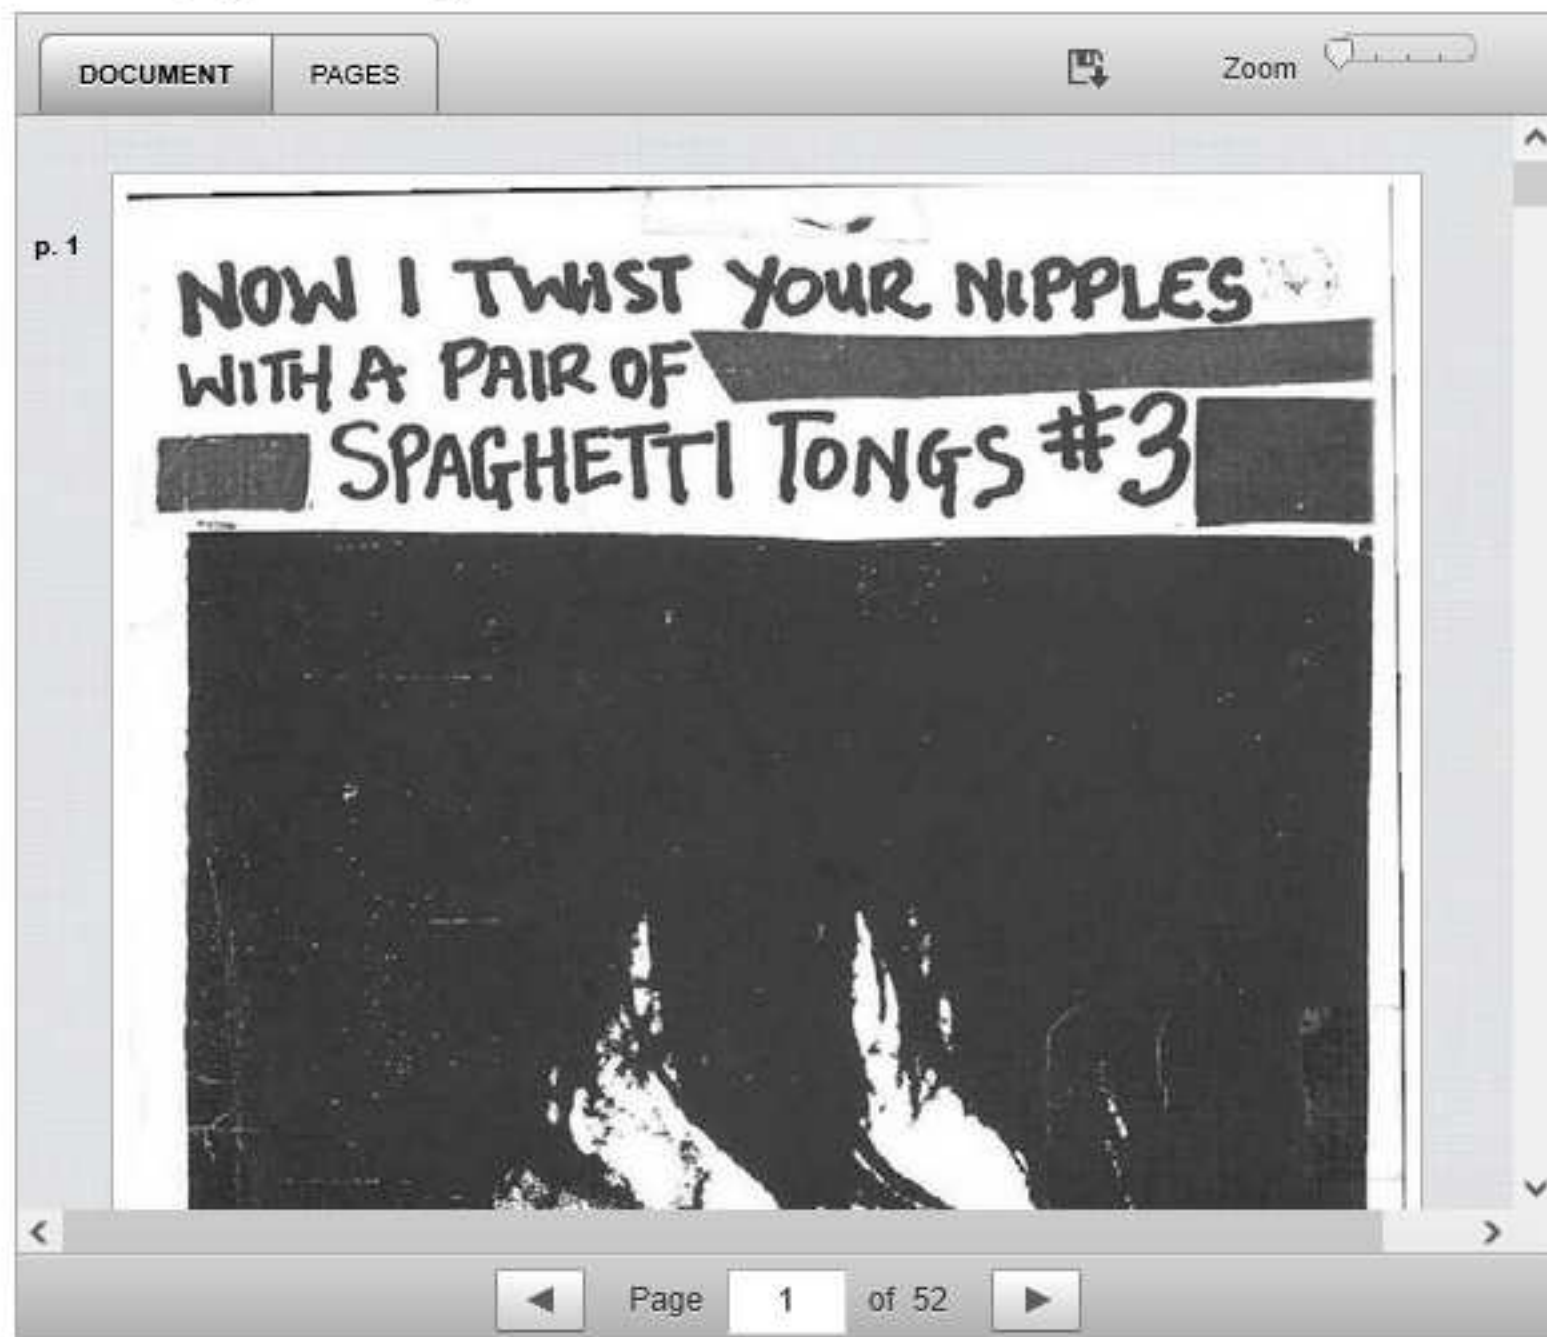 DOCUMENT PAGES Zoom
p. 1
NOW I TWIST YOUR NIPPLES
WITH A PAIR OF
SPAGHETTI TONGS #3
Page 1 of 52